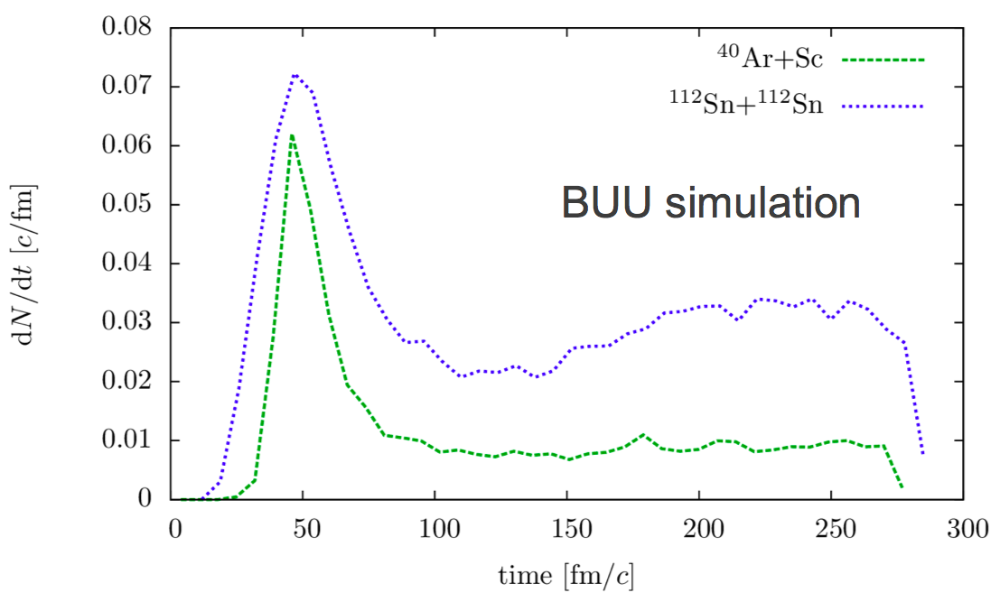 0.08
0.07
0.06
0.05
0.04
0.03
0.02
0.01
0
dN/dt [c/fm]
⁴⁰Ar+Sc
¹¹²Sn+¹¹²Sn
BUU simulation
0 50 100 150 200 250 300
time [fm/c]